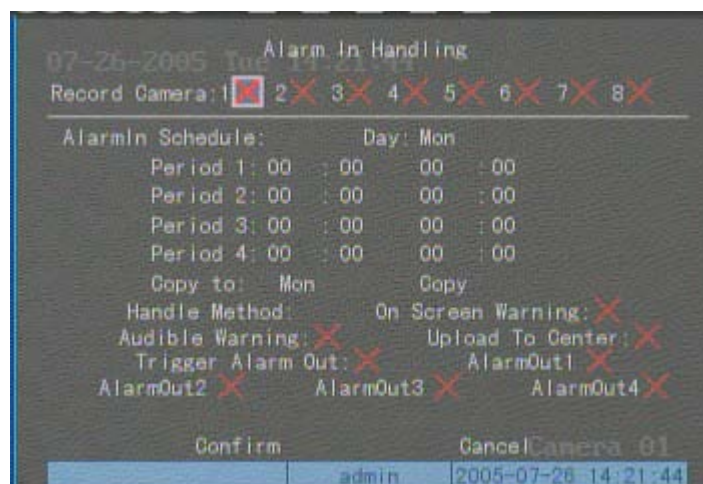 Alarm In Handling
07-26-2005 Tue 14:21:44
Record Camera:1 2 3 4 5 6 7 8
AlarmIn Schedule: Day: Mon
Period 1: 00 : 00 00 : 00
Period 2: 00 : 00 00 : 00
Period 3: 00 : 00 00 : 00
Period 4: 00 : 00 00 : 00
Copy to: Mon Copy
Handle Method: On Screen Warning:
Audible Warning: Upload To Center:
Trigger Alarm Out: AlarmOut1
AlarmOut2 AlarmOut3 AlarmOut4
Confirm Cancel
Camera 01
admin 2005-07-26 14:21:44